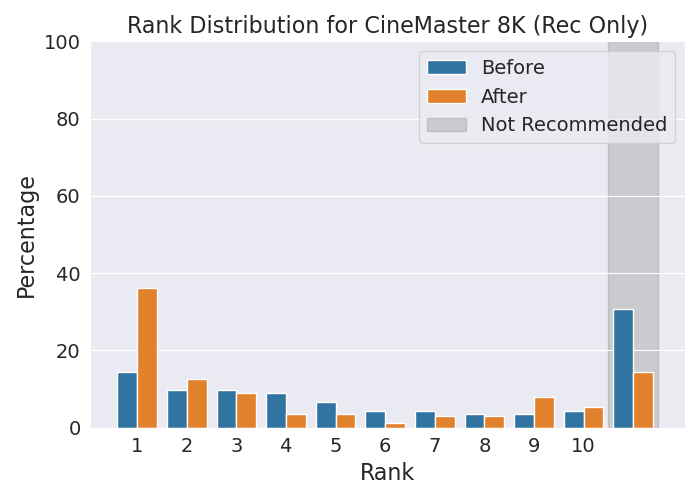 Rank Distribution for CineMaster 8K (Rec Only)
100
80
60
40
20
0
Percentage
Before
After
Not Recommended
1 2 3 4 5 6 7 8 9 10
Rank